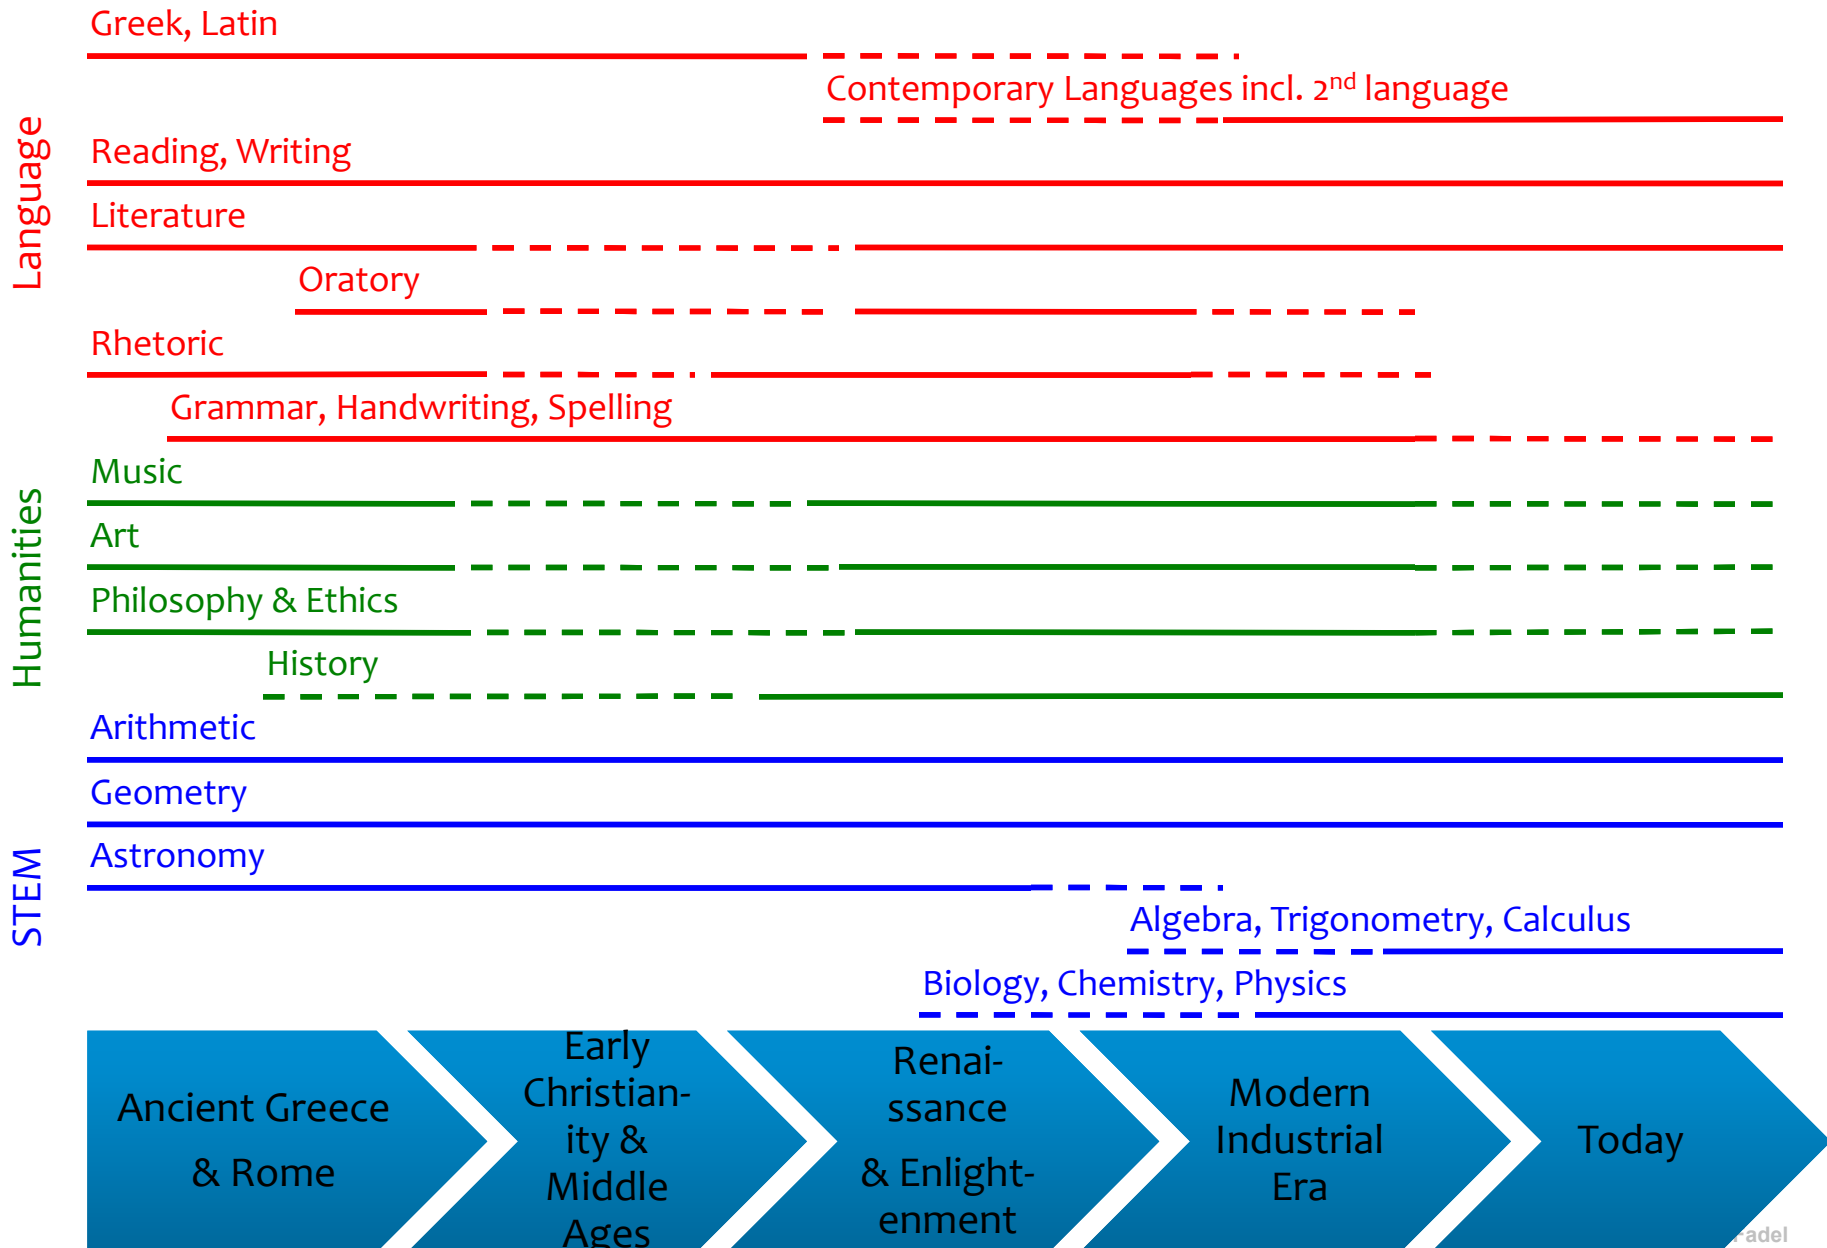 Greek, Latin
Contemporary Languages incl. 2nd language
Language
Reading, Writing
Literature
Oratory
Rhetoric
Grammar, Handwriting, Spelling
Humanities
Music
Art
Philosophy & Ethics
History
STEM
Arithmetic
Geometry
Astronomy
Algebra, Trigonometry, Calculus
Biology, Chemistry, Physics
Ancient Greece
& Rome
Early
Christian-
ity &
Middle
Ages
Renai-
ssance
& Enlight-
enment
Modern
Industrial
Era
Today